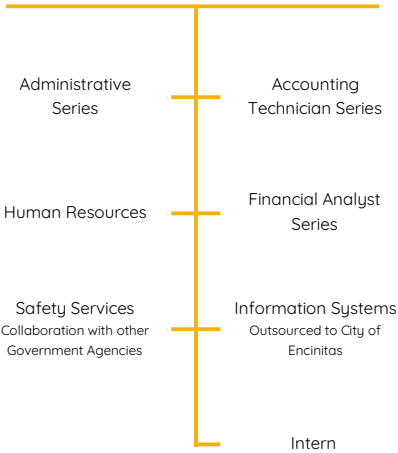 Administrative
Series
Accounting
Technician Series
Human Resources
Financial Analyst
Series
Safety Services
Collaboration with other
Government Agencies
Information Systems
Outsourced to City of
Encinitas
Intern